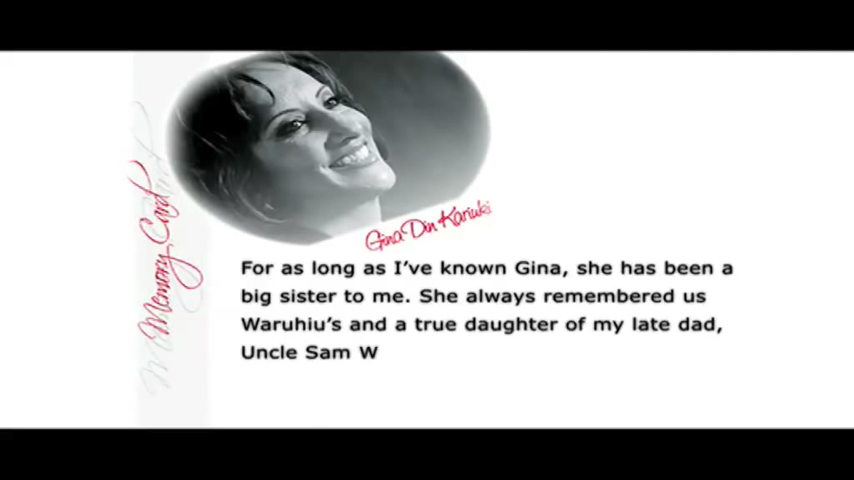 Memory Card
Gina Din Kariuki
For as long as I've known Gina, she has been a
big sister to me. She always remembered us
Waruhiu's and a true daughter of my late dad,
Uncle Sam W